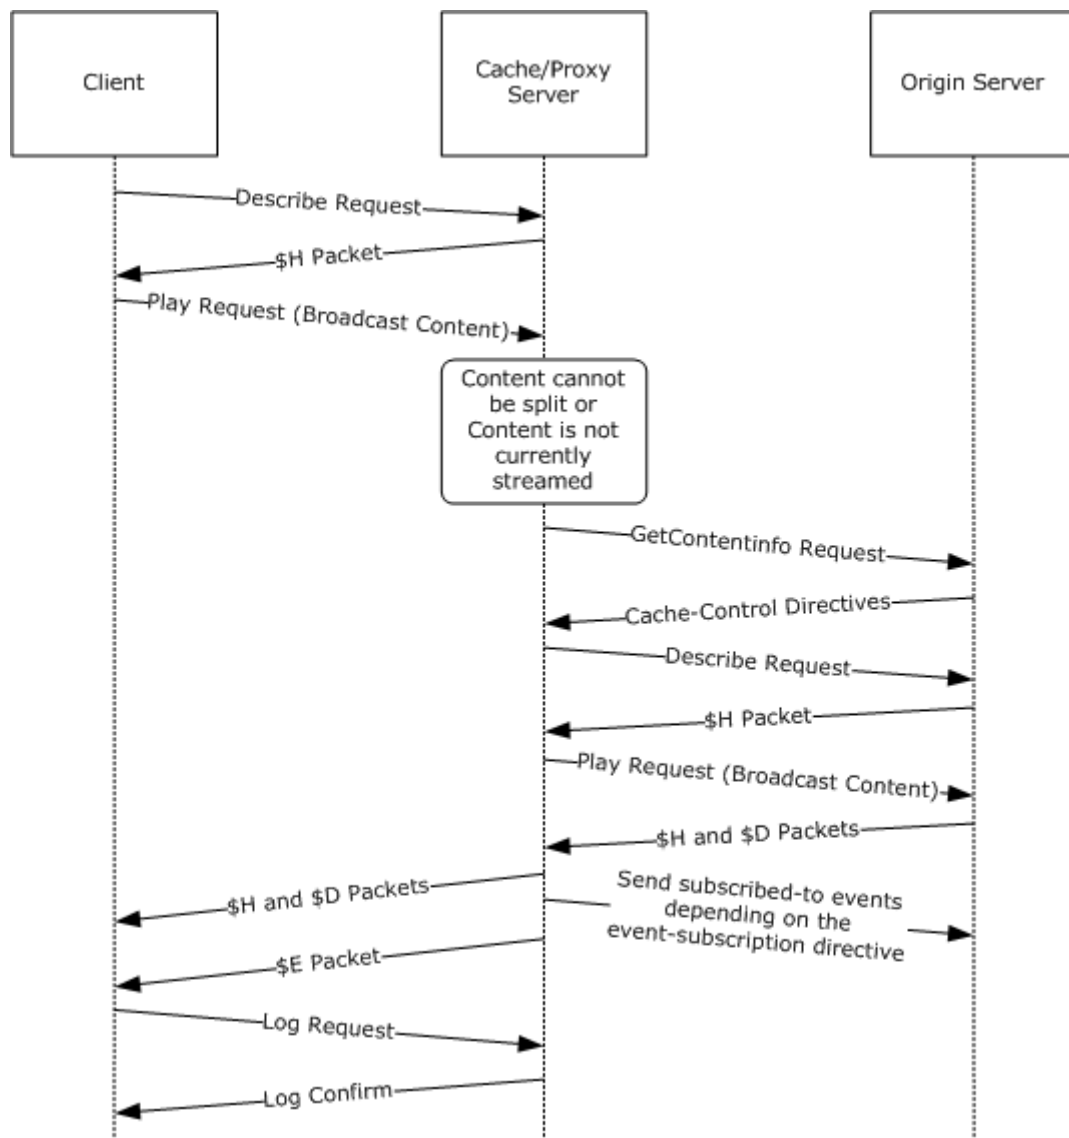 Client
Cache/Proxy
Server
Origin Server
Describe Request
$H Packet
Play Request (Broadcast Content)
Content cannot
be split or
Content is not
currently
streamed
GetContentinfo Request
Cache-Control Directives
Describe Request
$H Packet
Play Request (Broadcast Content)
$H and $D Packets
$H and $D Packets
Send subscribed-to events
depending on the
event-subscription directive
$E Packet
Log Request
Log Confirm